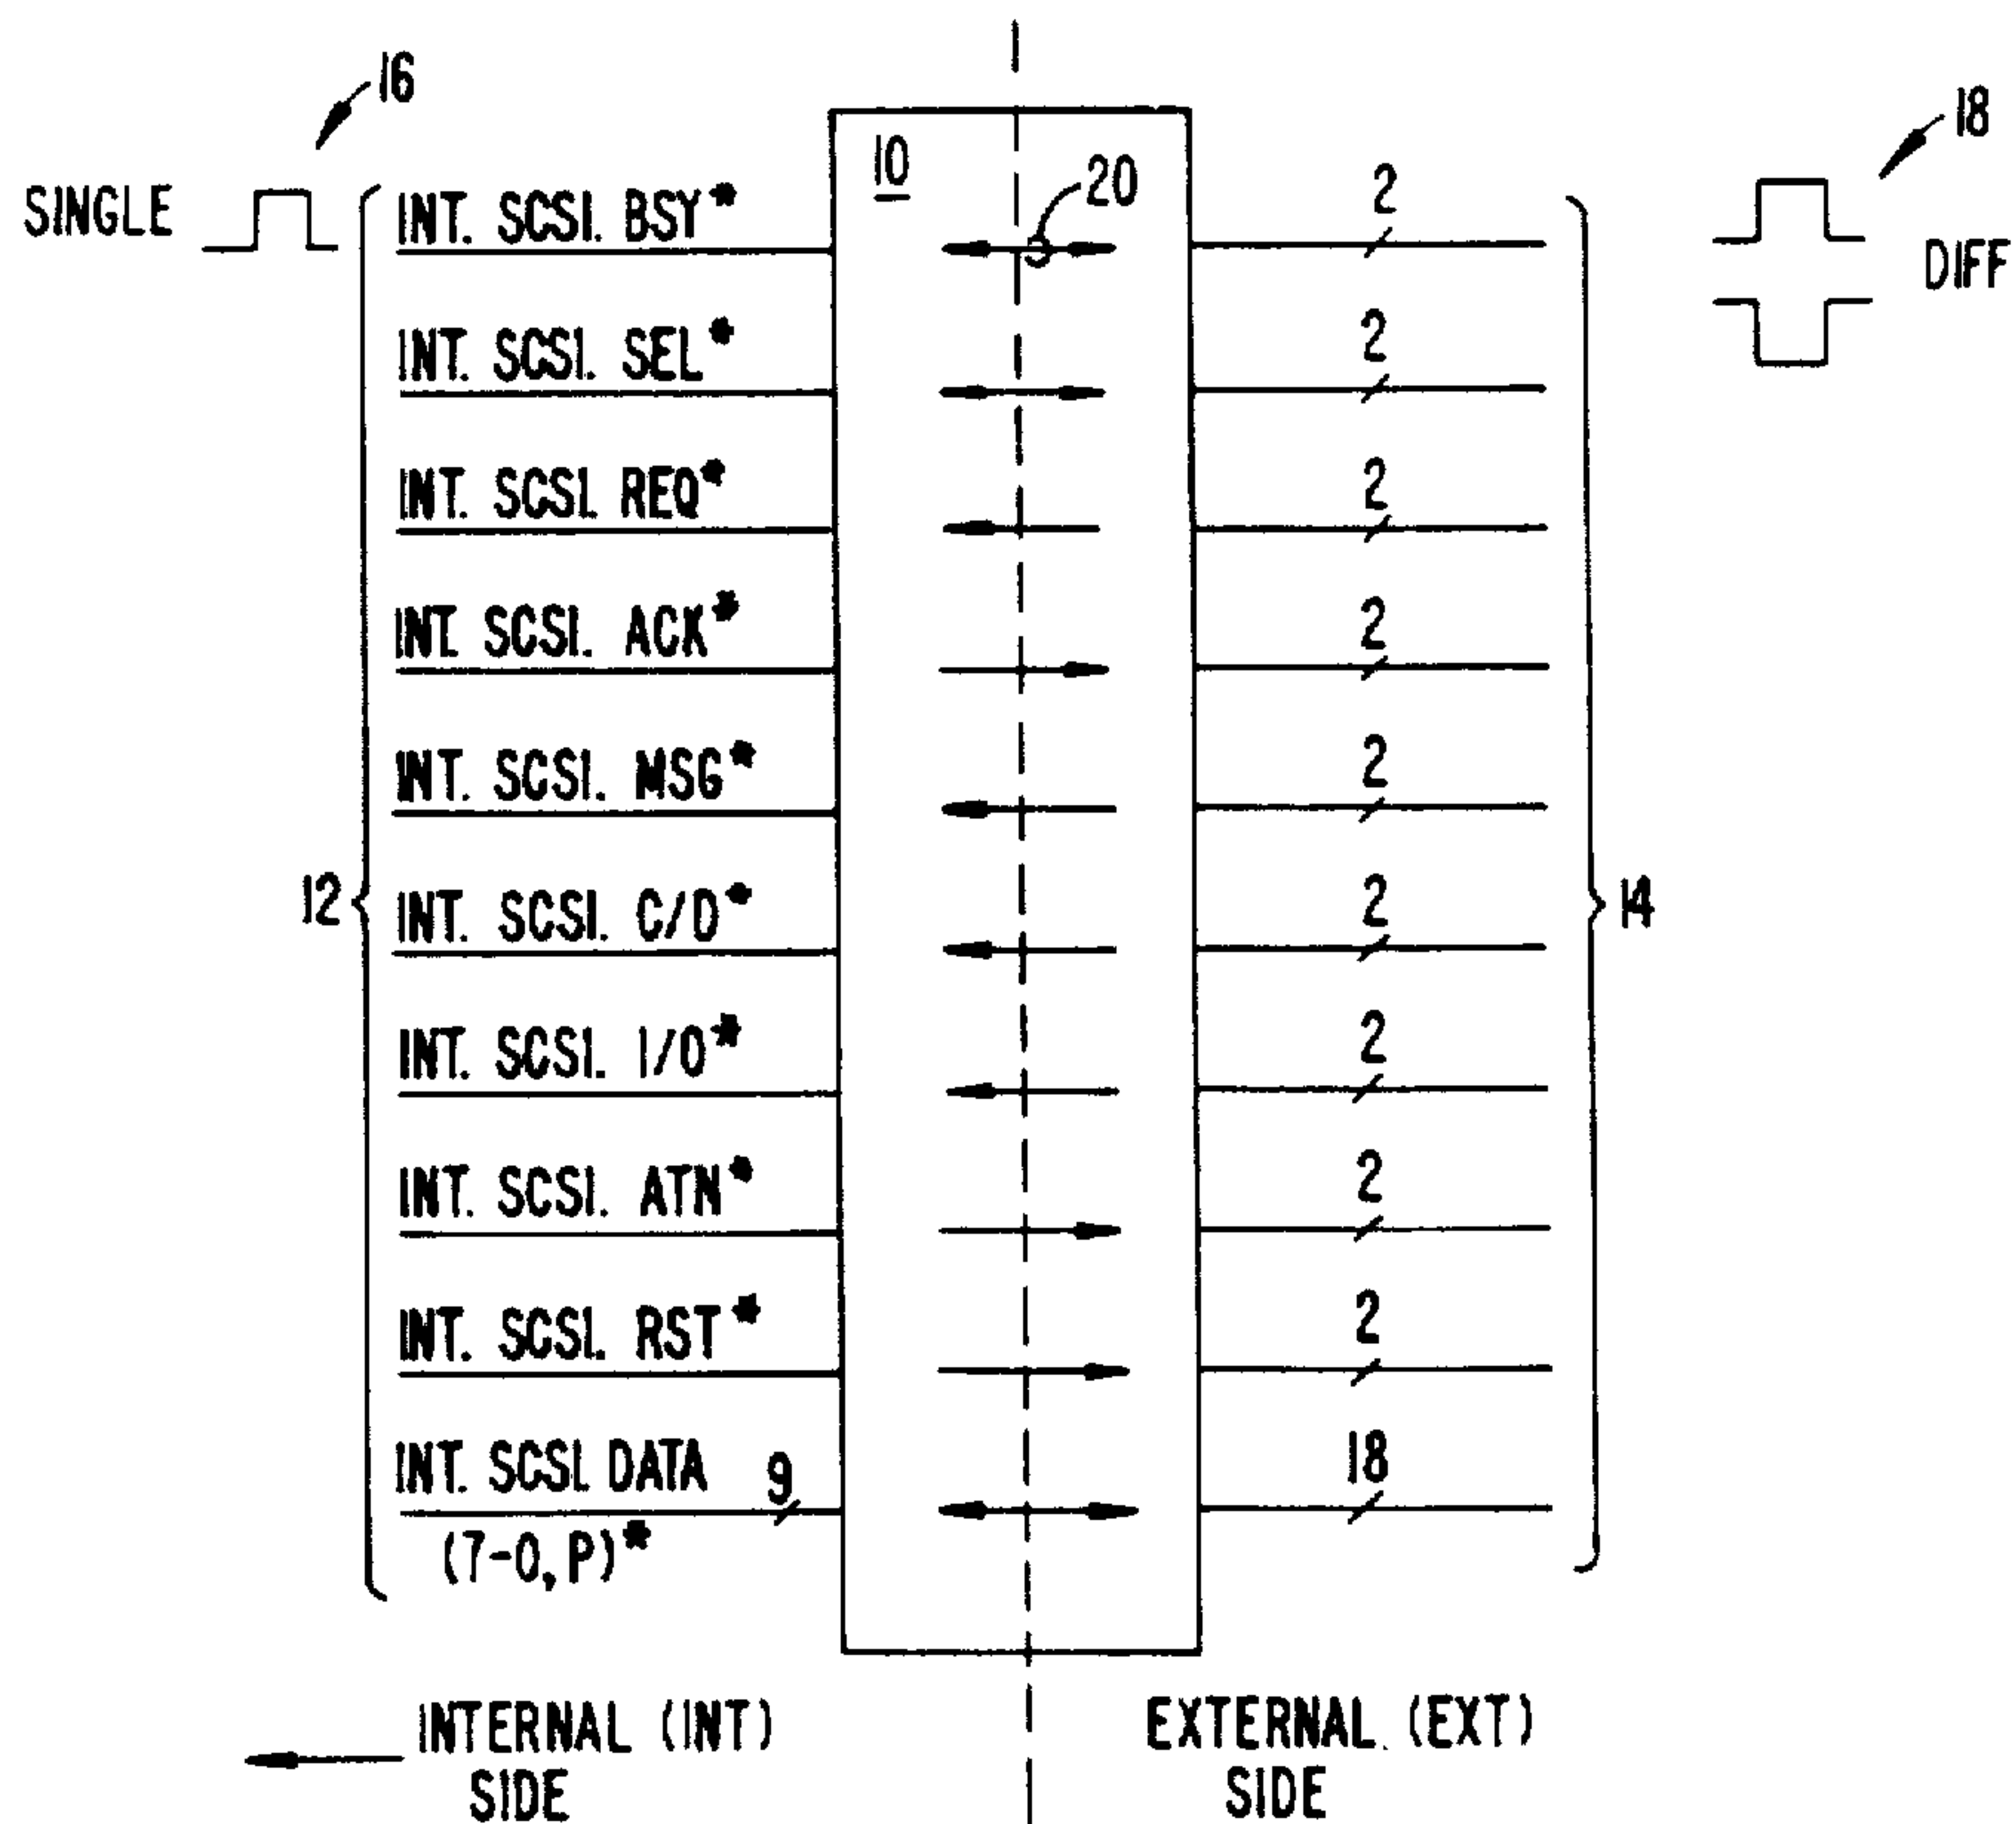 16
18
10
20
SINGLE
INT. SCSI. BSY*
2
DIFF
INT. SCSI. SEL*
2
INT. SCSI. REQ*
2
INT. SCSI. ACK*
2
INT. SCSI. MSG*
2
12
INT. SCSI. C/D*
2
14
INT. SCSI. I/O*
2
INT. SCSI. ATN*
2
INT. SCSI. RST*
2
INT. SCSI. DATA
9
18
(7-0,P)*
INTERNAL (INT)
SIDE
EXTERNAL. (EXT)
SIDE